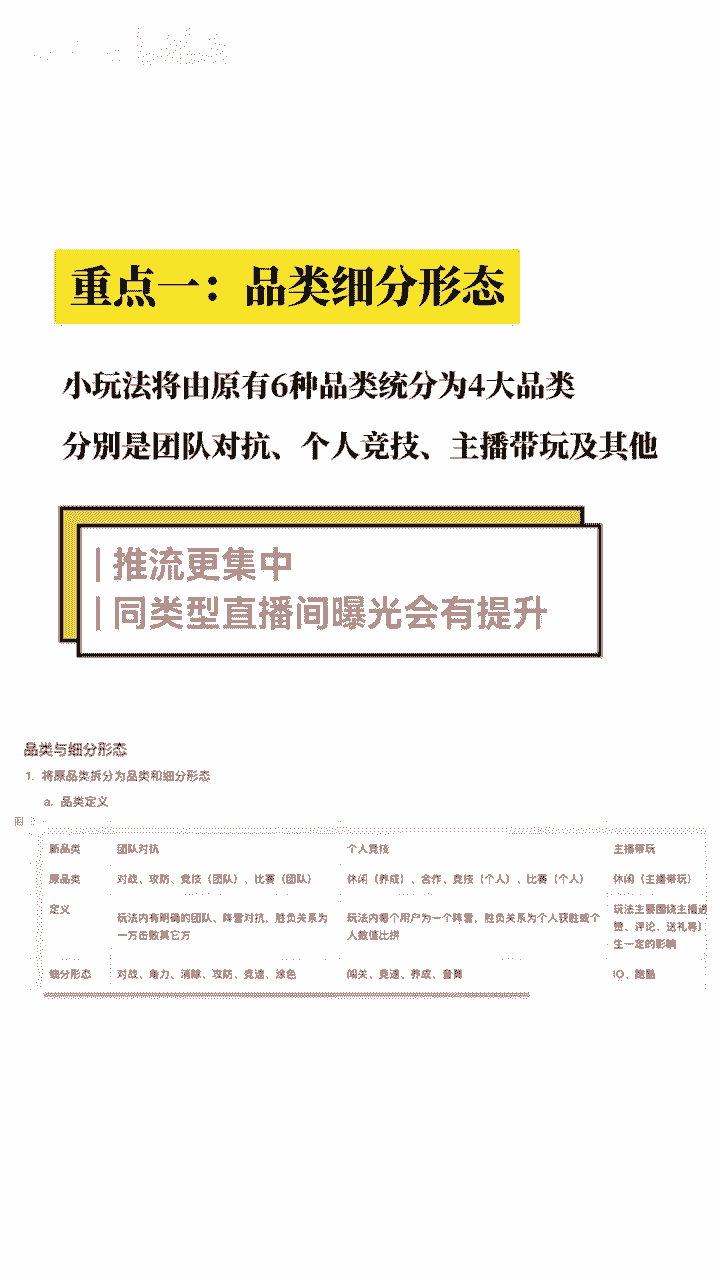 重点一：品类细分形态
小玩法将由原有6种品类统分为4大品类
分别是团队对抗、个人竞技、主播带玩及其他
推流更集中
同类型直播间曝光会有提升
品类与细分形态
1. 将原品类拆分为品类和细分形态
a. 品类定义
新品类 团队对抗 个人竞技 主播带玩
原品类 对战、攻防、竞技（团队）、比赛（团队） 休闲（养成）、合作、竞技（个人）、比赛（个人） 休闲（主播带玩）
定义 玩法内有明确的团队、阵营对抗，胜负关系为 玩法内每个用户为一个阵营，胜负关系为个人获胜或个 玩法主要围绕主播进
一方击败其它方 人数值比拼 赞、评论、送礼等）
生一定的影响
细分形态 对战、角力、消除、攻防、竞速、涂色 闯关、竞速、养成、音舞 IO、跑酷